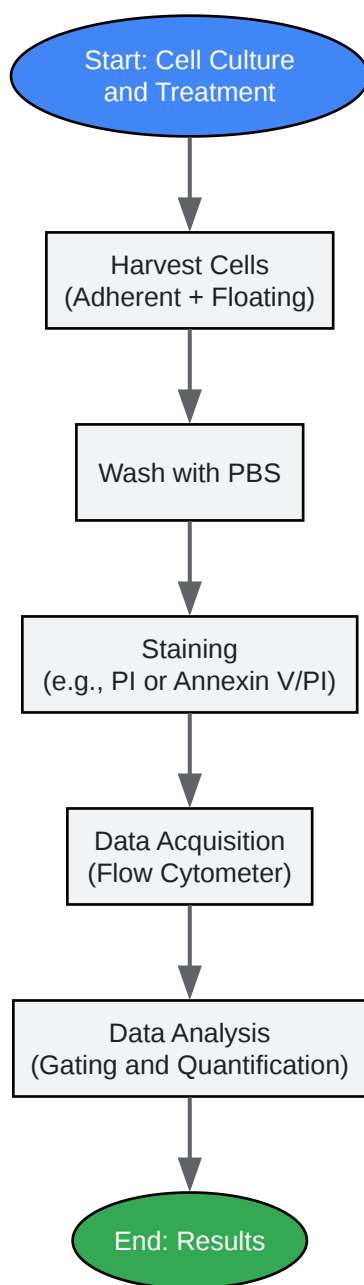 Start: Cell Culture
and Treatment
Harvest Cells
(Adherent + Floating)
Wash with PBS
Staining
(e.g., PI or Annexin V/PI)
Data Acquisition
(Flow Cytometer)
Data Analysis
(Gating and Quantification)
End: Results